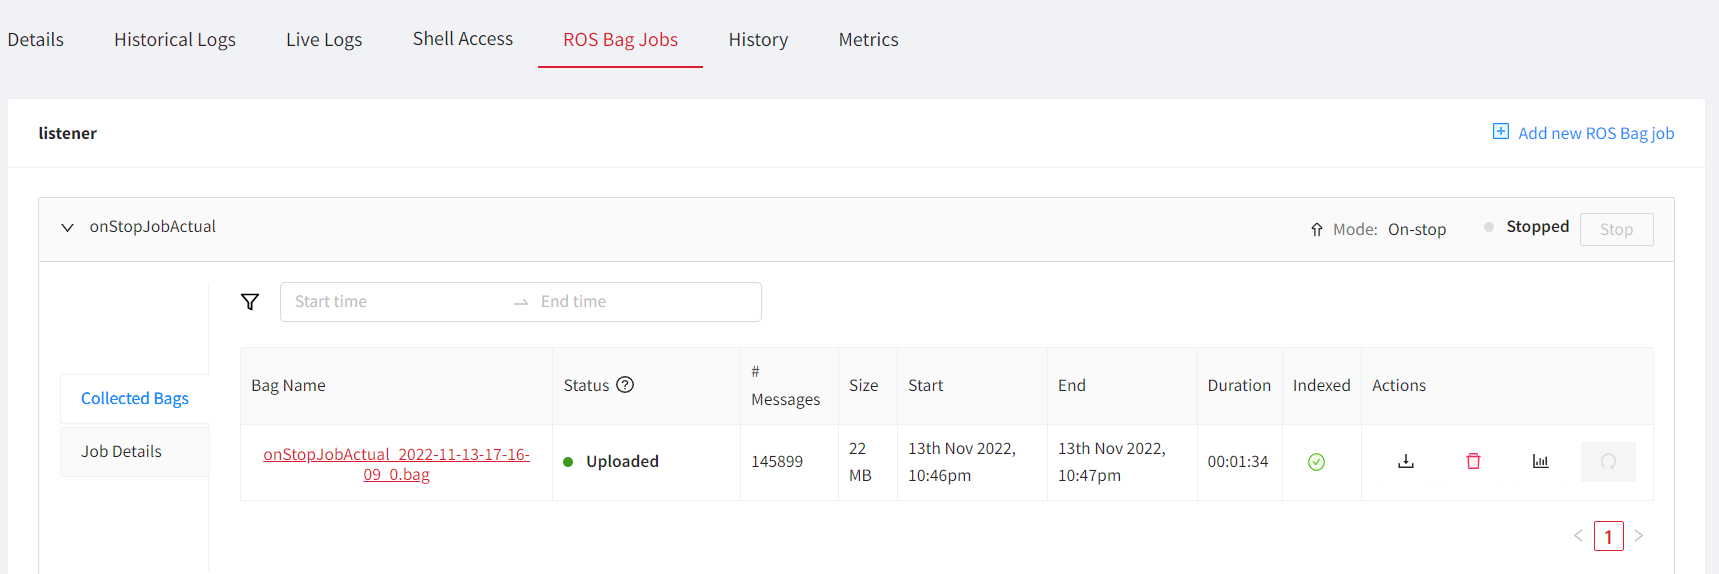 Details Historical Logs Live Logs Shell Access ROS Bag Jobs History Metrics
listener
Add new ROS Bag job
onStopJobActual
Mode: On-stop
Stopped
Stop
Start time
End time
Collected Bags
Job Details
Bag Name
Status
# Messages
Size
Start
End
Duration
Indexed
Actions
onStopJobActual_2022-11-13-17-16-
09_0.bag
Uploaded
145899
22
MB
13th Nov 2022,
10:46pm
13th Nov 2022,
10:47pm
00:01:34
1